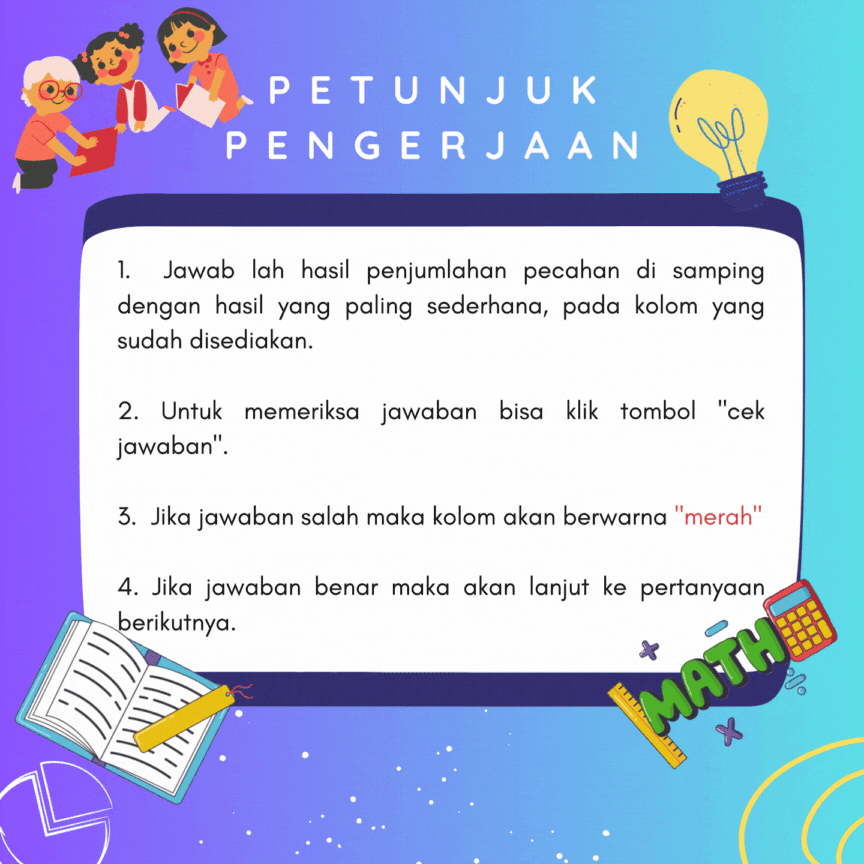 PETUNJUK
PENGERJAAN
1. Jawab lah hasil penjumlahan pecahan di samping
dengan hasil yang paling sederhana, pada kolom yang
sudah disediakan.
2. Untuk memeriksa jawaban bisa klik tombol "cek
jawaban".
3. Jika jawaban salah maka kolom akan berwarna "merah"
4. Jika jawaban benar maka akan lanjut ke pertanyaan
berikutnya.
MATH